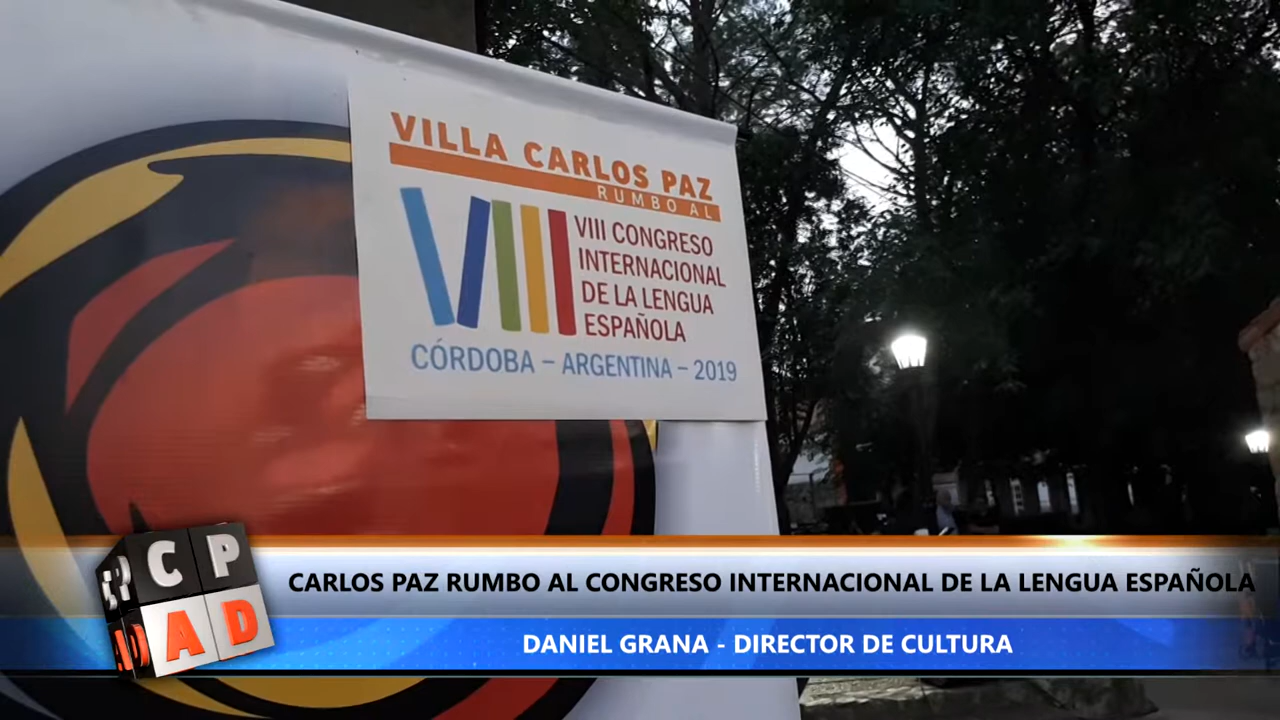 VILLA CARLOS PAZ
RUMBO AL
VIII
VIII CONGRESO
INTERNACIONAL
DE LA LENGUA
ESPAÑOLA
CÓRDOBA – ARGENTINA – 2019
CP
AD
CARLOS PAZ RUMBO AL CONGRESO INTERNACIONAL DE LA LENGUA ESPAÑOLA
DANIEL GRANA - DIRECTOR DE CULTURA